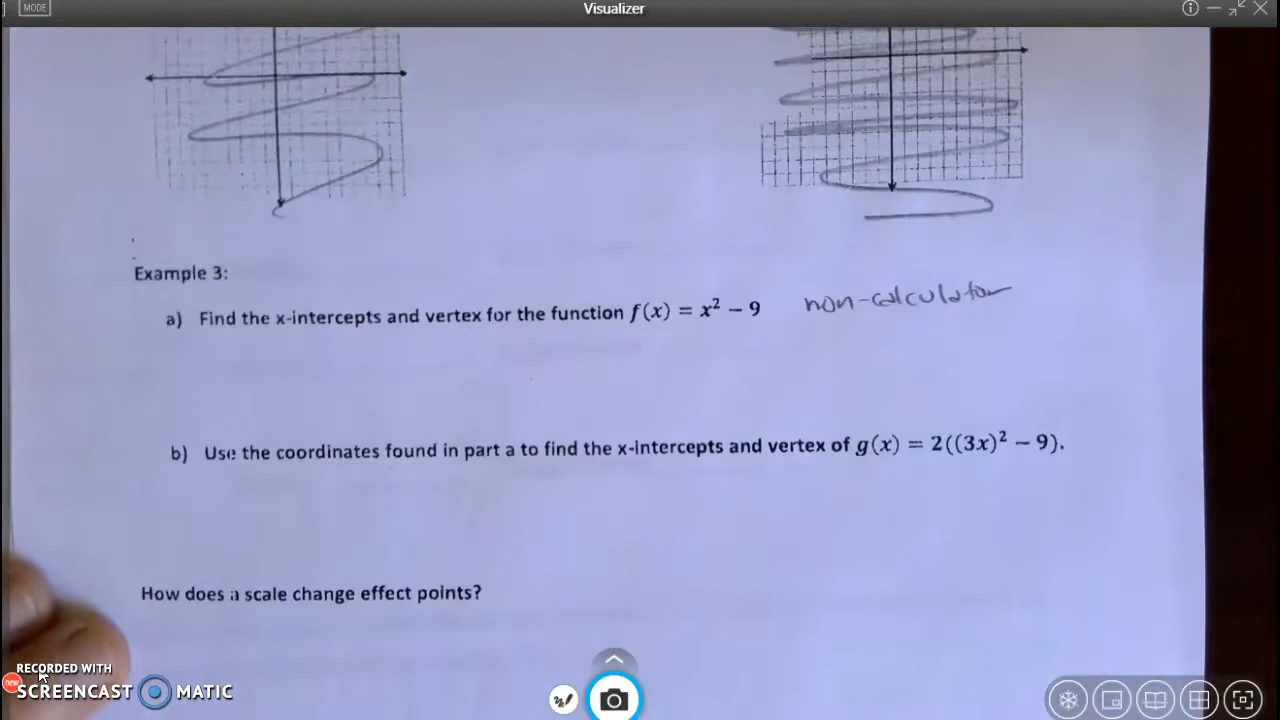 MODE
Visualizer
Example 3:
a) Find the x-intercepts and vertex for the function f(x) = x² − 9 non-calculator
b) Use the coordinates found in part a to find the x-intercepts and vertex of g(x) = 2((3x)² − 9).
How does a scale change effect points?
RECORDED WITH
new
SCREENCAST MATIC